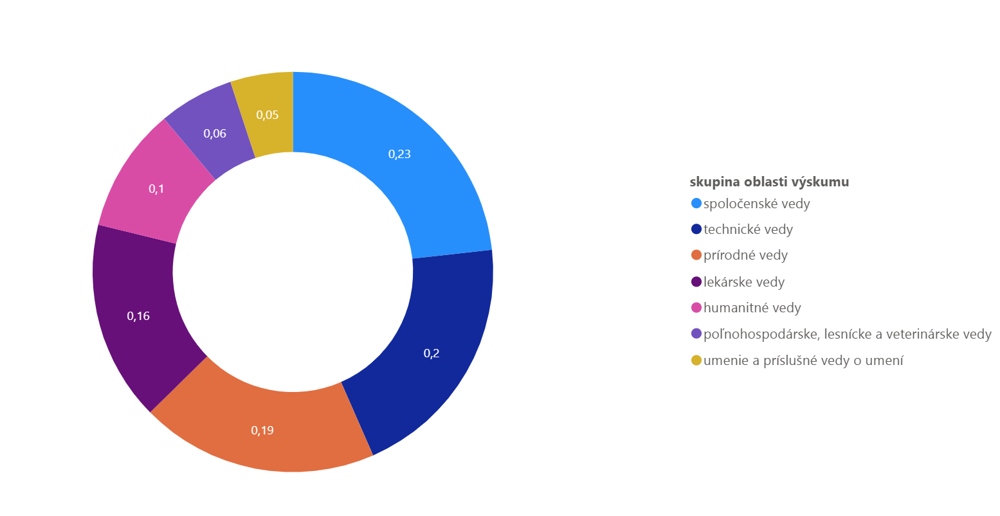 0,05
0,06
0,23
0,1
0,16
0,2
0,19
skupina oblasti výskumu
spoločenské vedy
technické vedy
prírodné vedy
lekárske vedy
humanitné vedy
poľnohospodárske, lesnícke a veterinárske vedy
umenie a príslušné vedy o umení